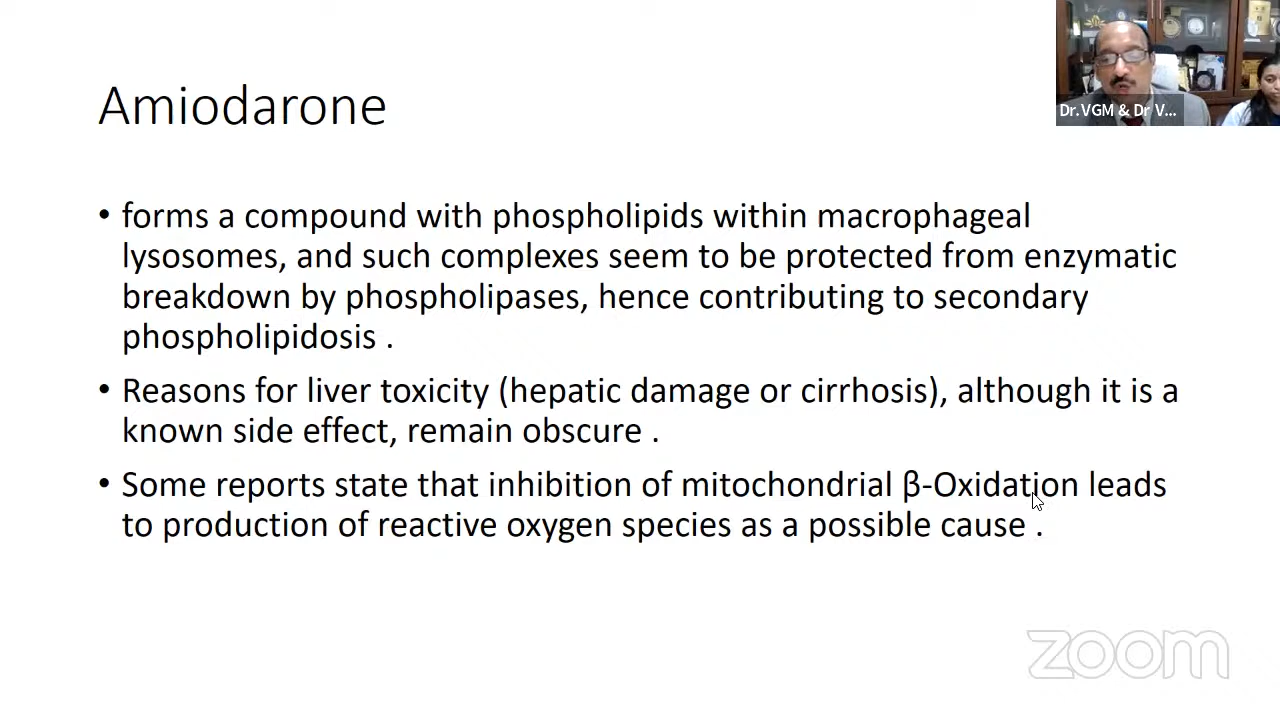 Amiodarone
Dr.VGM & Dr V...
• forms a compound with phospholipids within macrophageal
lysosomes, and such complexes seem to be protected from enzymatic
breakdown by phospholipases, hence contributing to secondary
phospholipidosis .
• Reasons for liver toxicity (hepatic damage or cirrhosis), although it is a
known side effect, remain obscure .
• Some reports state that inhibition of mitochondrial β-Oxidation leads
to production of reactive oxygen species as a possible cause .
zoom